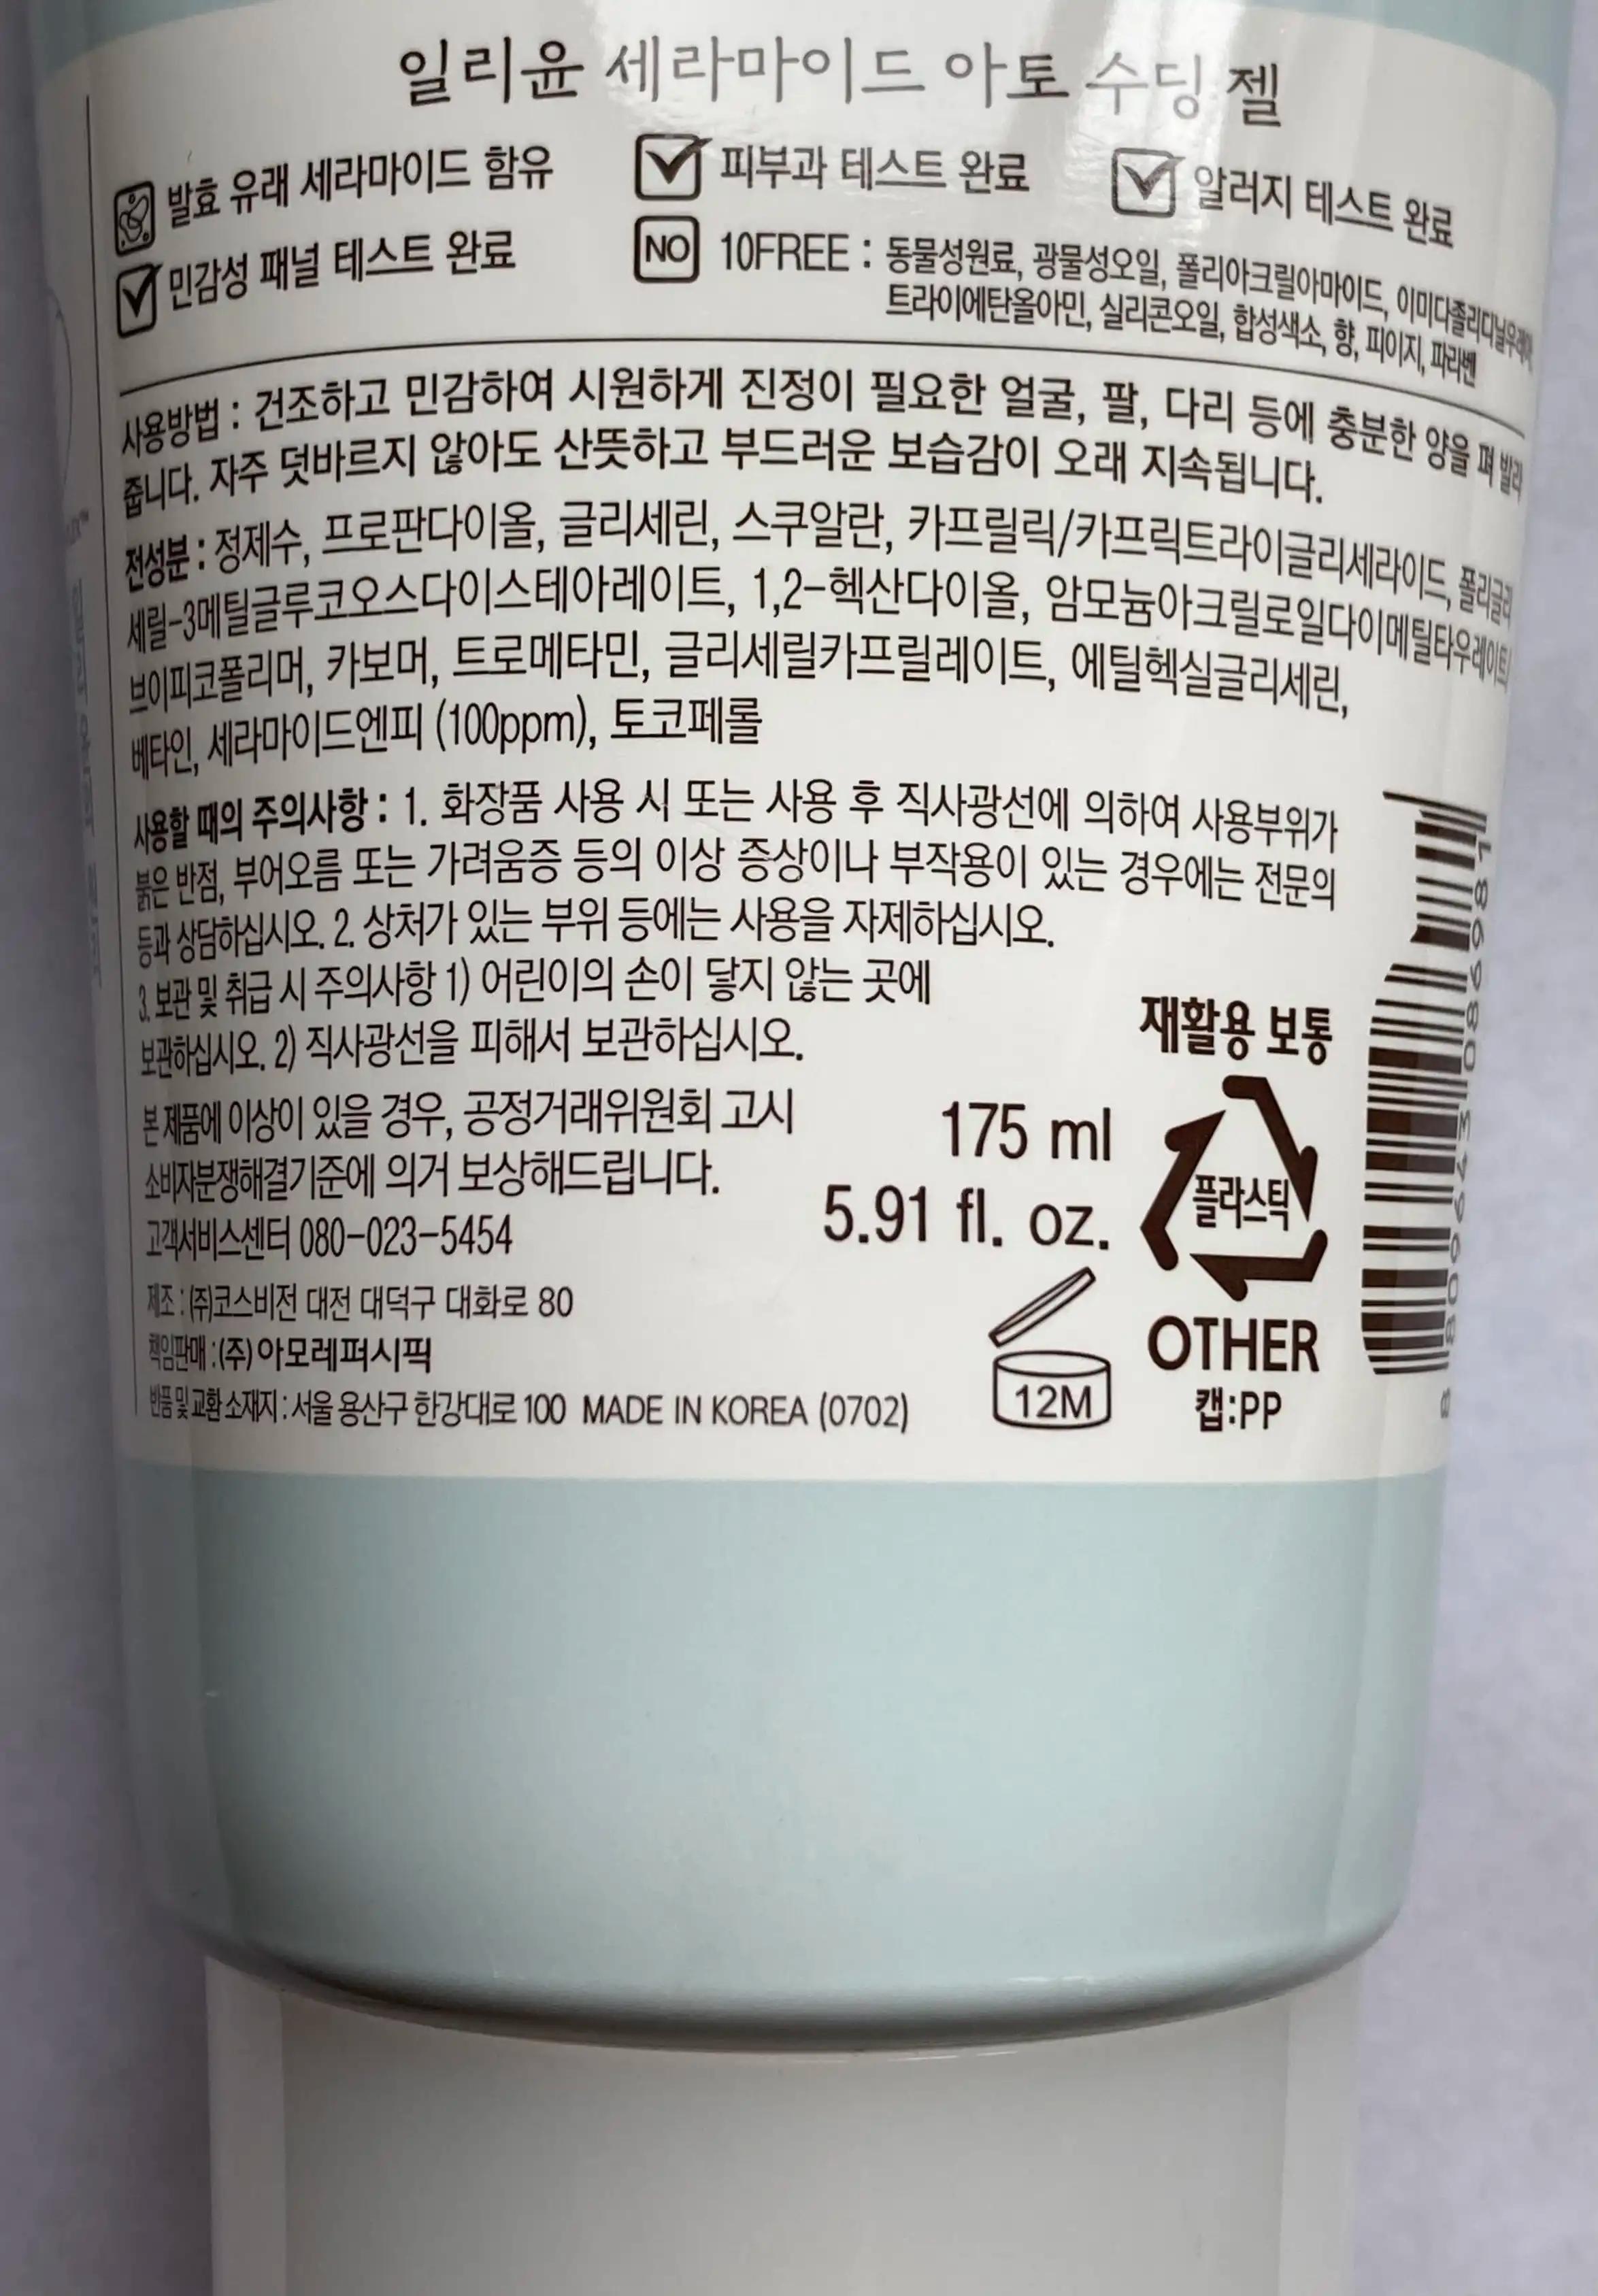 일리윤 세라마이드 아토 수딩 젤
발효 유래 세라마이드 함유
피부과 테스트 완료
알러지 테스트 완료
민감성 패널 테스트 완료
NO 10FREE : 동물성원료, 광물성오일, 폴리아크릴아마이드, 이미다졸리디닐우레아,
트라이에탄올아민, 실리콘오일, 합성색소, 향, 피이지, 파라벤
사용방법 : 건조하고 민감하여 시원하게 진정이 필요한 얼굴, 팔, 다리 등에 충분한 양을 펴 발라
줍니다. 자주 덧바르지 않아도 산뜻하고 부드러운 보습감이 오래 지속됩니다.
전성분 : 정제수, 프로판다이올, 글리세린, 스쿠알란, 카프릴릭/카프릭트라이글리세라이드, 폴리글리
세릴-3메틸글루코오스다이스테아레이트, 1,2-헥산다이올, 암모늄아크릴로일다이메틸타우레이트/
브이피코폴리머, 카보머, 트로메타민, 글리세릴카프릴레이트, 에틸헥실글리세린,
베타인, 세라마이드엔피 (100ppm), 토코페롤
사용할 때의 주의사항 : 1. 화장품 사용 시 또는 사용 후 직사광선에 의하여 사용부위가
붉은 반점, 부어오름 또는 가려움증 등의 이상 증상이나 부작용이 있는 경우에는 전문의
등과 상담하십시오. 2. 상처가 있는 부위 등에는 사용을 자제하십시오.
3. 보관 및 취급 시 주의사항 1) 어린이의 손이 닿지 않는 곳에
보관하십시오. 2) 직사광선을 피해서 보관하십시오.
본 제품에 이상이 있을 경우, 공정거래위원회 고시
소비자분쟁해결기준에 의거 보상해드립니다.
고객서비스센터 080-023-5454
제조 : (주)코스비전 대전 대덕구 대화로 80
책임판매 : (주)아모레퍼시픽
반품 및 교환 소재지 : 서울 용산구 한강대로 100 MADE IN KOREA (0702)
175 ml
5.91 fl. oz.
12M
재활용 보통
플라스틱
OTHER
캡:PP